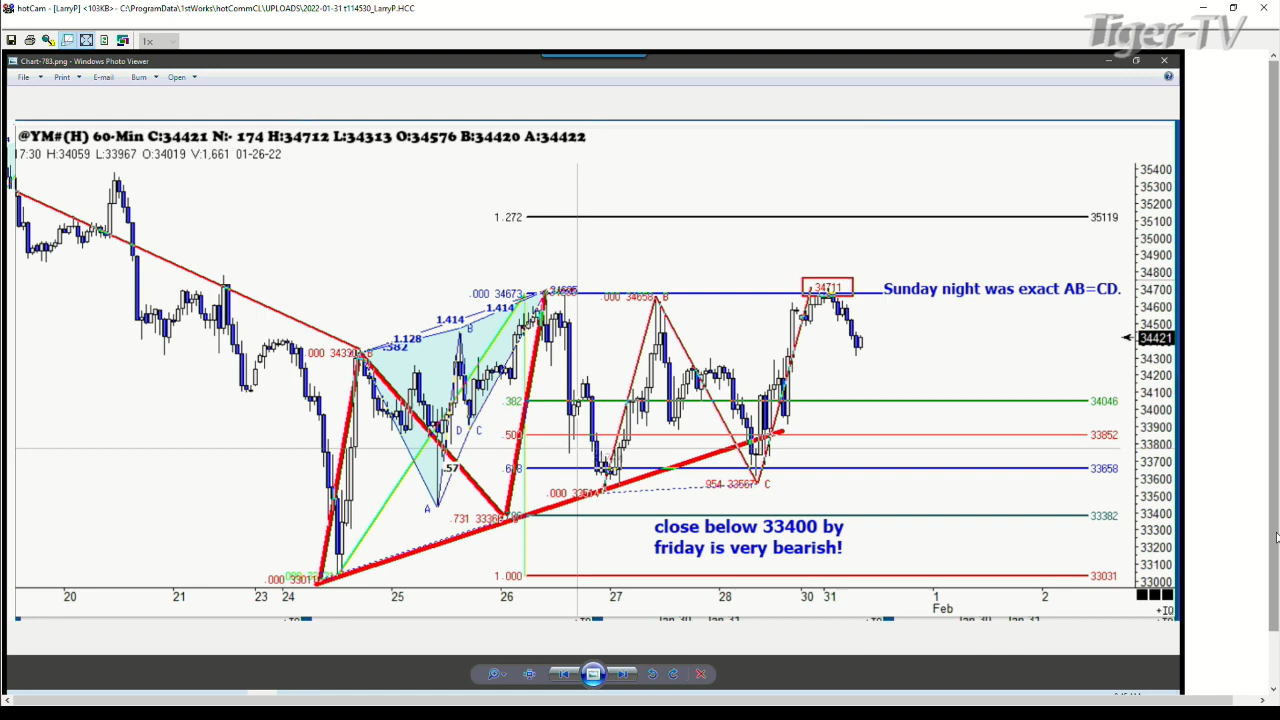 hotCam - [LarryP] <103KB> - C:\ProgramData\1stWorks\hotCommCL\UPLOADS\2022-01-31 t114530_LarryP.HCC
Tiger-TV
1x
Chart-783.png - Windows Photo Viewer
File Print E-mail Burn Open
@YM#(H) 60-Min C:34421 N:- 174 H:34712 L:34313 O:34576 B:34420 A:34422
17:30 H:34059 L:33967 O:34019 V:1,661 01-26-22
35400
35300
35200
1.272 35119 35100
35000
34900
34800
.000 34673 .000 34658 B 34711 Sunday night was exact AB=CD. 34700
1.414 34600
1.414 B 34500
1.128 34421
.000 34330 B .382 34300
34200
.382 34046 34100
34000
D C 33900
.500 33852 33800
.57 33658 33700
954 C 33600
A .000 33500
.731 33382 33400
close below 33400 by 33300
friday is very bearish! 33200
33100
.000 1.000 33031 33000
20 21 23 24 25 26 27 28 30 31 1 2
Feb
+IO